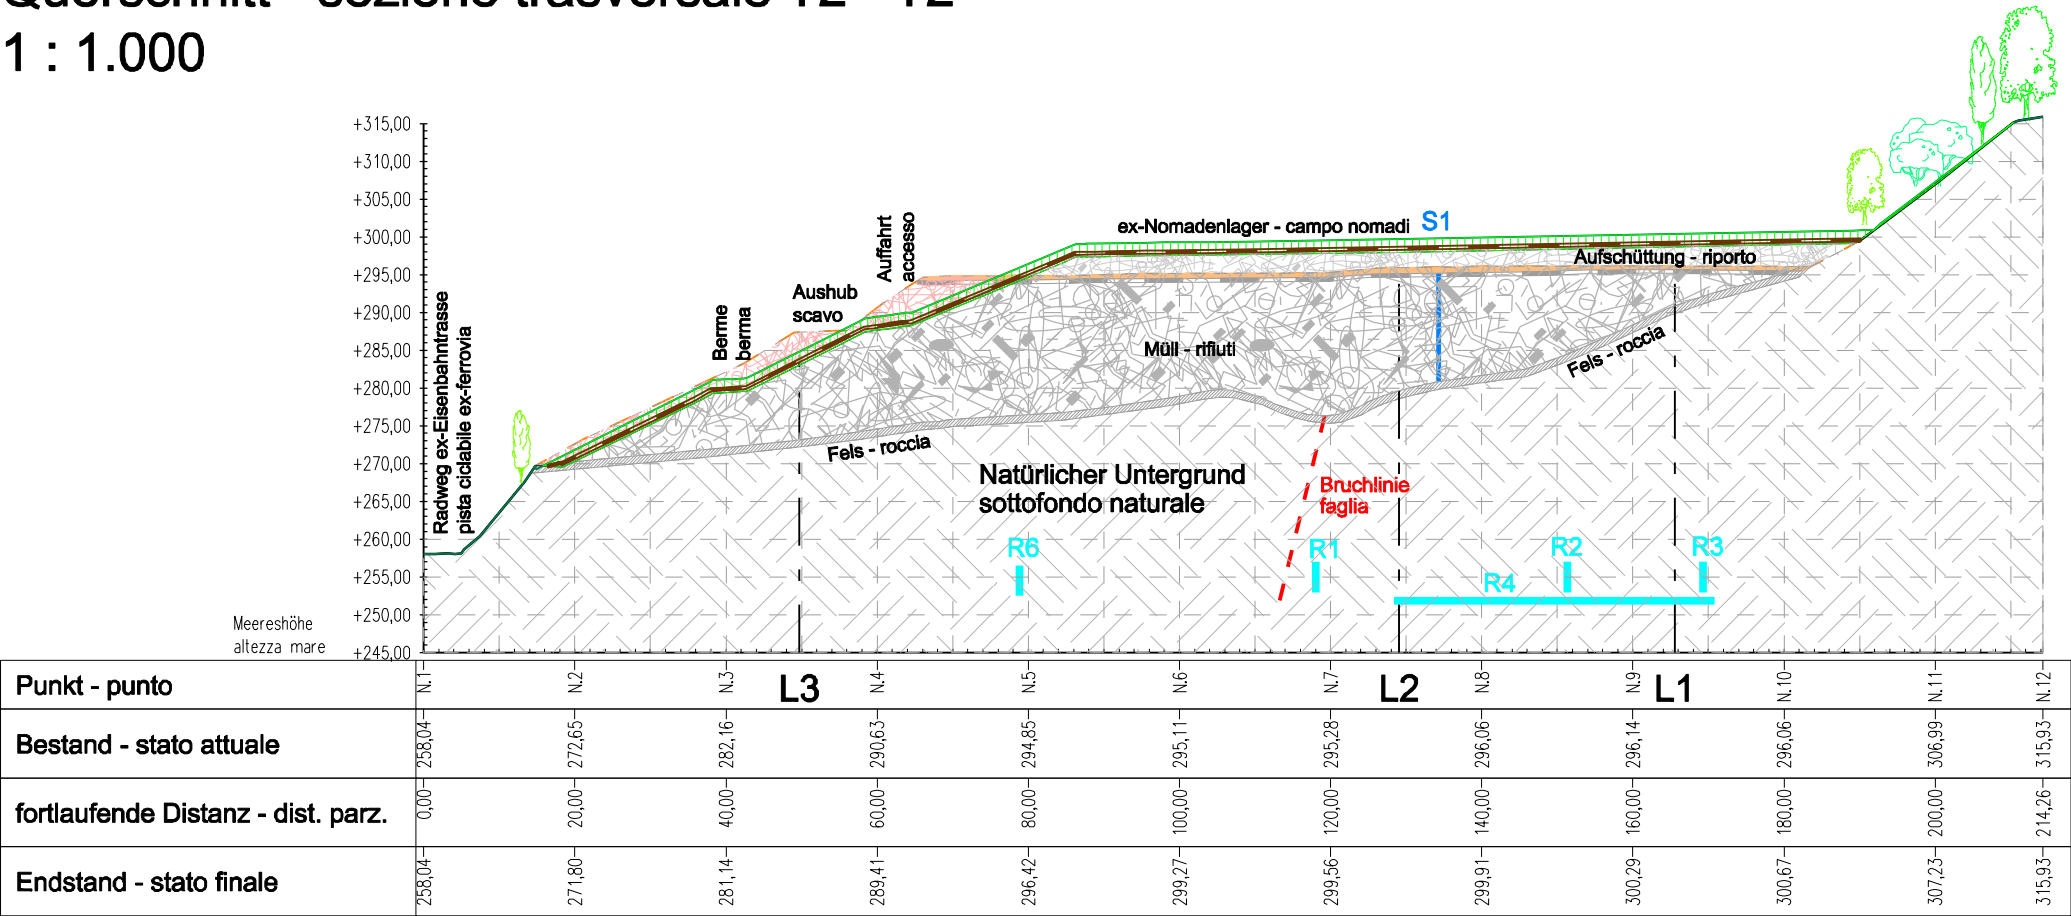 1 : 1.000
+315,00
+310,00
+305,00
+300,00
+295,00
+290,00
+285,00
+280,00
+275,00
+270,00
+265,00
+260,00
+255,00
+250,00
+245,00
Meereshöhe
altezza mare
Radweg ex-Eisenbahntrasse
pista ciclabile ex-ferrovia
Berme
berma
Aushub
scavo
Auffahrt
accesso
ex-Nomadenlager - campo nomadi
S1
Aufschüttung - riporto
Müll - rifiuti
Fels - roccia
Fels - roccia
Natürlicher Untergrund
sottofondo naturale
Bruchlinie
faglia
R6
R1
R2
R3
R4
Punkt - punto N.1 N.2 N.3 L3 N.4 N.5 N.6 N.7 L2 N.8 N.9 L1 N.10 N.11 N.12
Bestand - stato attuale 258,04 272,65 282,16 290,63 294,85 295,11 295,28 296,06 296,14 296,06 306,99 315,93
fortlaufende Distanz - dist. parz. 0,00 20,00 40,00 60,00 80,00 100,00 120,00 140,00 160,00 180,00 200,00 214,26
Endstand - stato finale 258,04 271,80 281,14 289,41 296,42 299,27 299,56 299,91 300,29 300,67 307,23 315,93